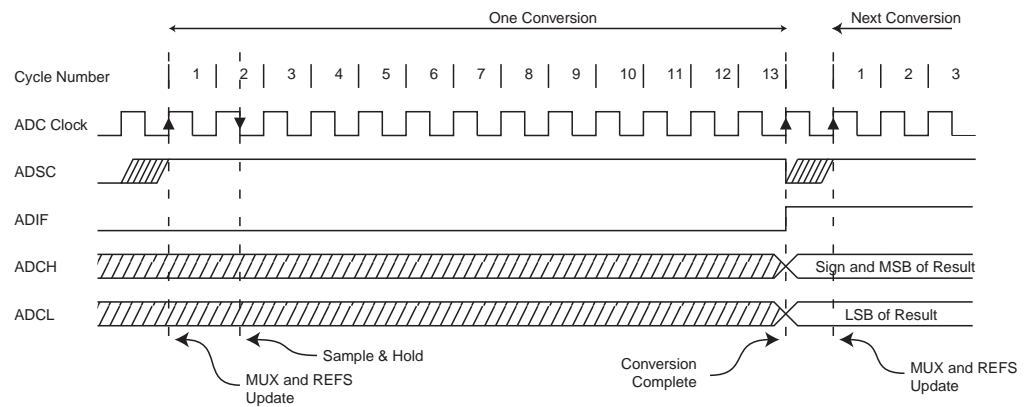 One Conversion
Next Conversion
Cycle Number 1 2 3 4 5 6 7 8 9 10 11 12 13 1 2 3
ADC Clock
ADSC
ADIF
ADCH Sign and MSB of Result
ADCL LSB of Result
Sample & Hold
MUX and REFS
Update
Conversion
Complete
MUX and REFS
Update